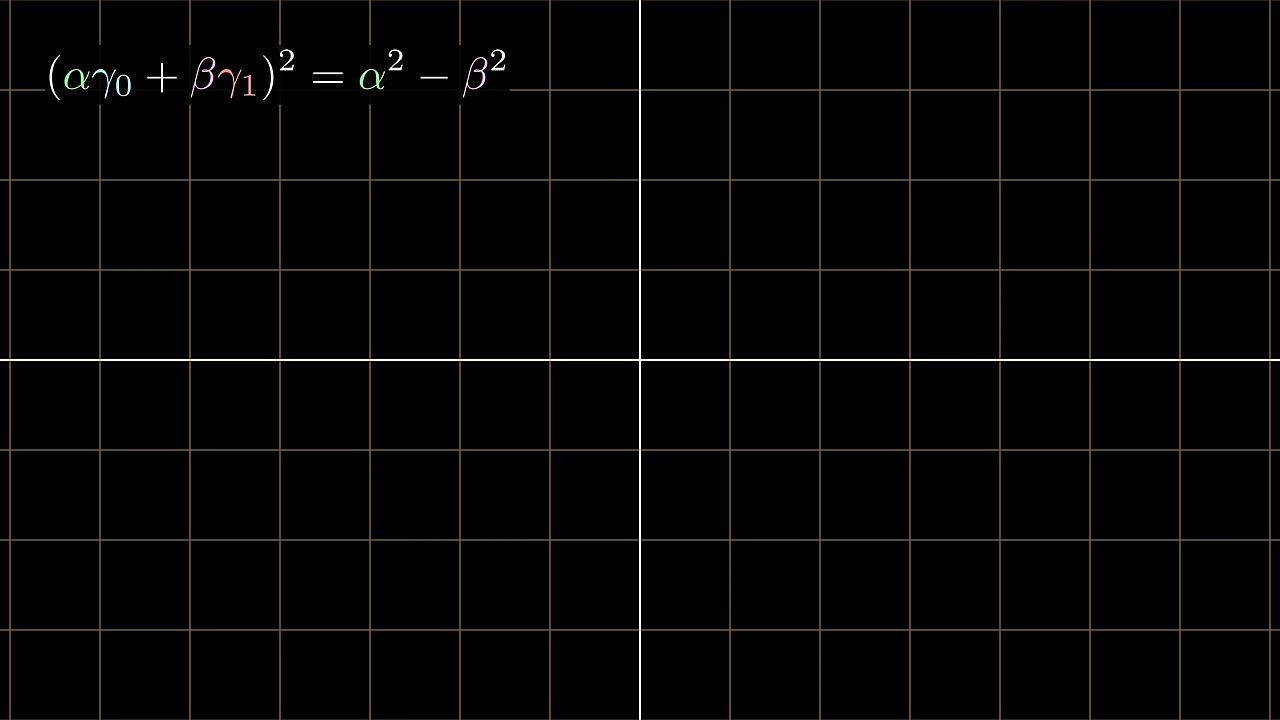 (αγ₀ + βγ₁)² = α² − β²